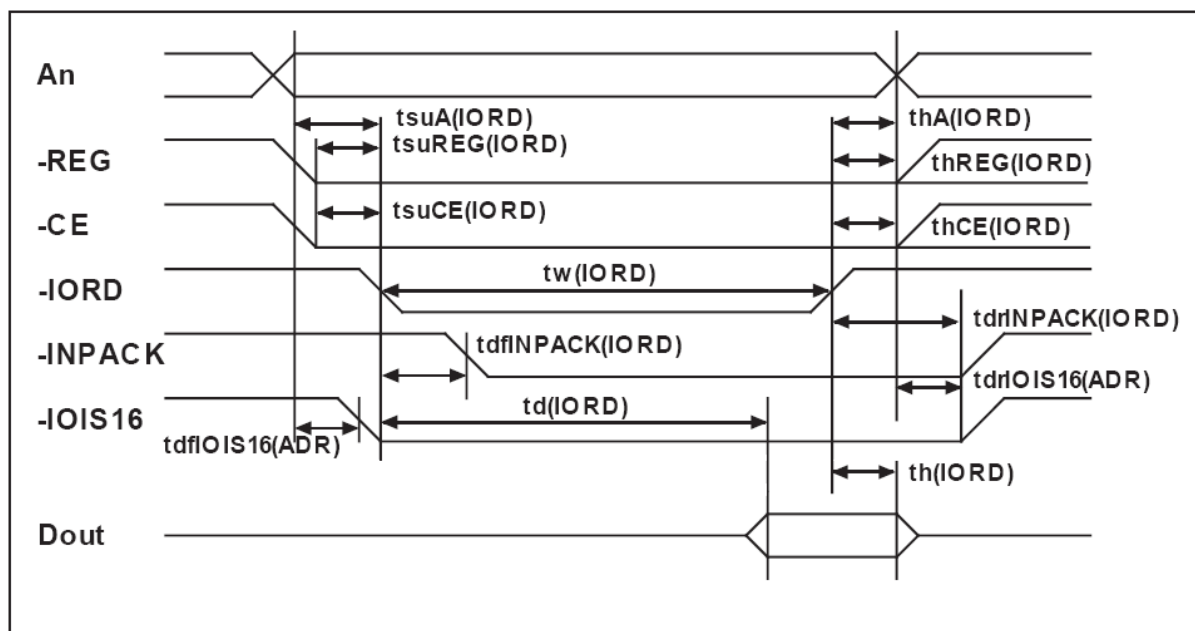 An
tsuA(IORD)
thA(IORD)
tsuREG(IORD)
-REG
thREG(IORD)
tsuCE(IORD)
-CE
thCE(IORD)
tw(IORD)
-IORD
tdrINPACK(IORD)
tdfINPACK(IORD)
-INPACK
tdrIOIS16(ADR)
td(IORD)
-IOIS16
tdfIOIS16(ADR)
th(IORD)
Dout